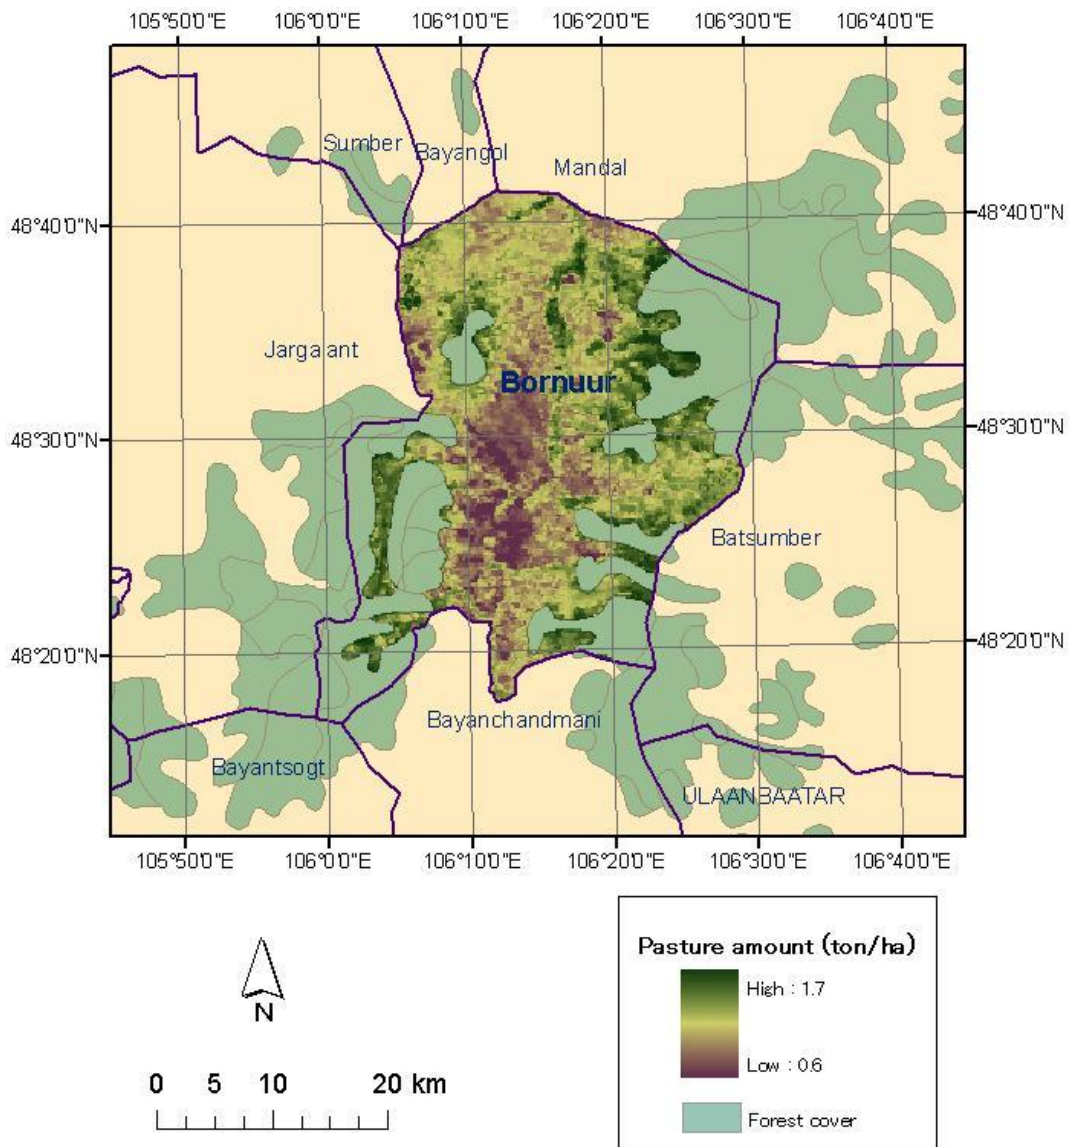 105°50'0"E 106°0'0"E 106°10'0"E 106°20'0"E 106°30'0"E 106°40'0"E
Sumber
Bayangol
Mandal
48°40'0"N
48°40'0"N
Jargalant
Bornuur
48°30'0"N
48°30'0"N
Batsumber
48°20'0"N
48°20'0"N
Bayanchandmani
Bayantsogt
ULAANBAATAR
105°50'0"E 106°0'0"E 106°10'0"E 106°20'0"E 106°30'0"E 106°40'0"E
Pasture amount (ton/ha)
High : 1.7
Low : 0.6
Forest cover
N
0 5 10 20 km